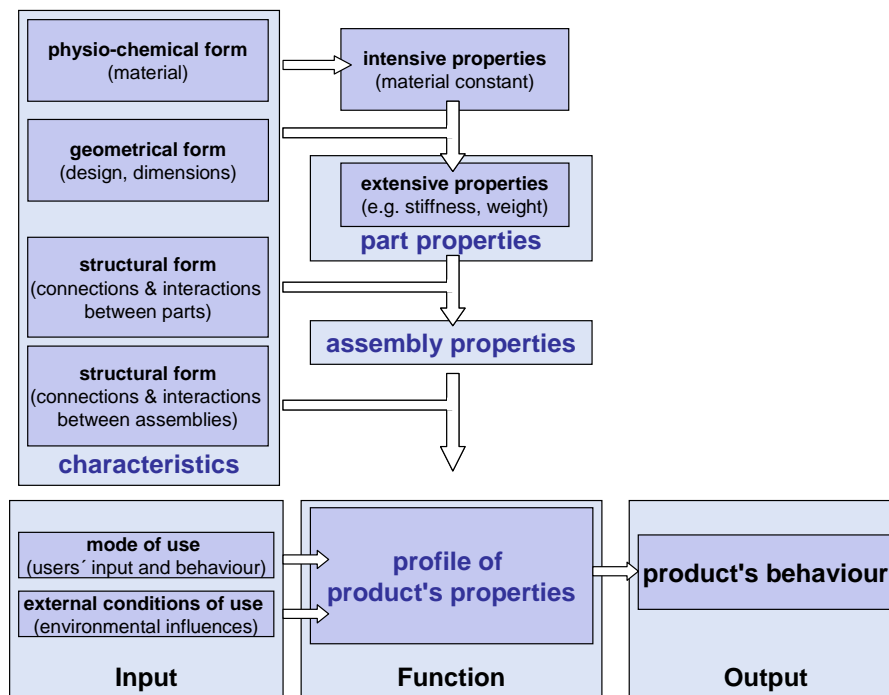 physio-chemical form
(material)
intensive properties
(material constant)
geometrical form
(design, dimensions)
extensive properties
(e.g. stiffness, weight)
part properties
structural form
(connections & interactions
between parts)
assembly properties
structural form
(connections & interactions
between assemblies)
characteristics
mode of use
(users´ input and behaviour)
external conditions of use
(environmental influences)
Input
profile of
product's properties
Function
product's behaviour
Output